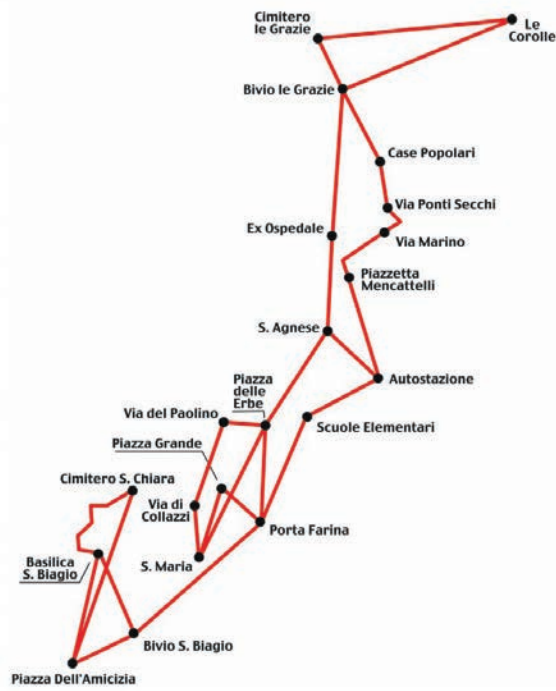 Cimitero
le Grazie
Le
Corolle
Bivio le Grazie
Case Popolari
Via Ponti Secchi
Ex Ospedale
Via Marino
Piazzetta
Mencattelli
S. Agnese
Piazza
delle
Erbe
Autostazione
Via del Paolino
Scuole Elementari
Piazza Grande
Cimitero S. Chiara
Via di
Collazzi
Porta Farina
Basilica
S. Biagio
S. Maria
Bivio S. Biagio
Piazza Dell'Amicizia